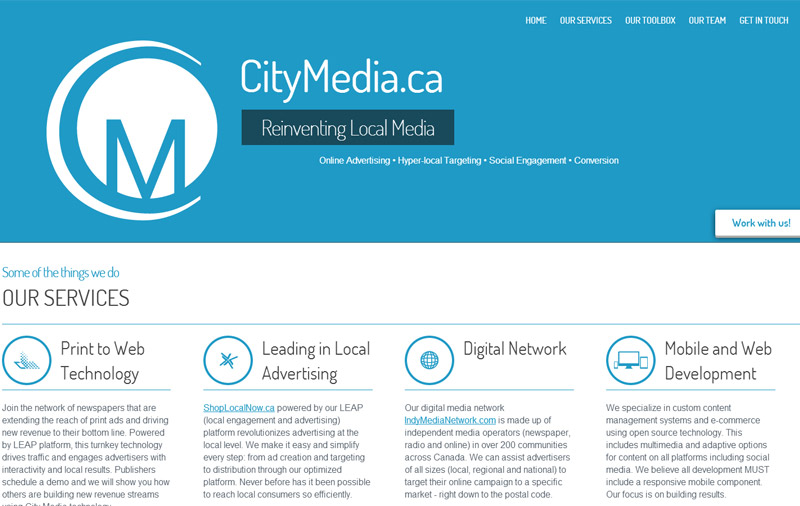 HOME OUR SERVICES OUR TOOLBOX OUR TEAM GET IN TOUCH
CM
CityMedia.ca
Reinventing Local Media
Online Advertising • Hyper-local Targeting • Social Engagement • Conversion
Work with us!
Some of the things we do
OUR SERVICES
Print to Web
Technology
Join the network of newspapers that are
extending the reach of print ads and driving
new revenue to their bottom line. Powered
by LEAP platform, this turnkey technology
drives traffic and engages advertisers with
interactivity and local results. Publishers
schedule a demo and we will show you how
others are building new revenue streams
using City Media technology
Leading in Local
Advertising
ShopLocalNow.ca powered by our LEAP
(local engagement and advertising)
platform revolutionizes advertising at the
local level. We make it easy and simplify
every step: from ad creation and targeting
to distribution through our optimized
platform. Never before has it been possible
to reach local consumers so efficiently.
Digital Network
Our digital media network
IndyMediaNetwork.com is made up of
independent media operators (newspaper,
radio and online) in over 200 communities
across Canada. We can assist advertisers
of all sizes (local, regional and national) to
target their online campaign to a specific
market - right down to the postal code.
Mobile and Web
Development
We specialize in custom content
management systems and e-commerce
using open source technology. This
includes multimedia and adaptive options
for content on all platforms including social
media. We believe all development MUST
include a responsive mobile component.
Our focus is on building results.